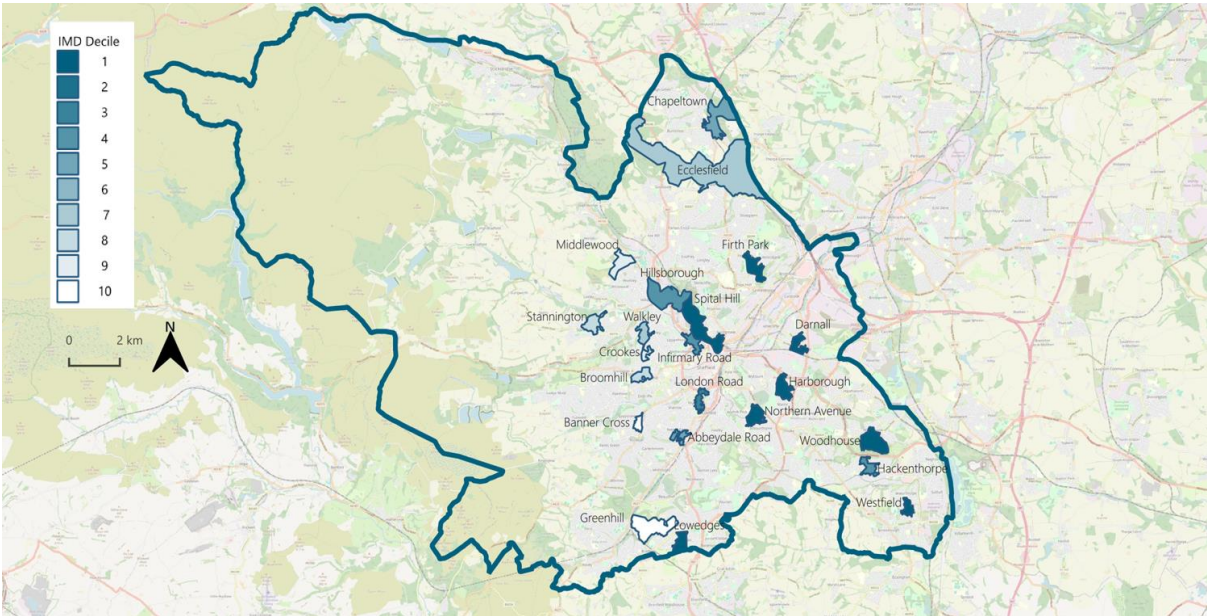 IMD Decile
1
2
3
4
5
6
7
8
9
10
N
0 2 km
Chapeltown
Ecclesfield
Middlewood
Firth Park
Hillsborough
Spital Hill
Stannington
Walkley
Darnall
Crookes
Infirmary Road
Broomhill
London Road
Harborough
Banner Cross
Northern Avenue
Abbeydale Road
Woodhouse
Hackenthorpe
Westfield
Greenhill
Lowedges